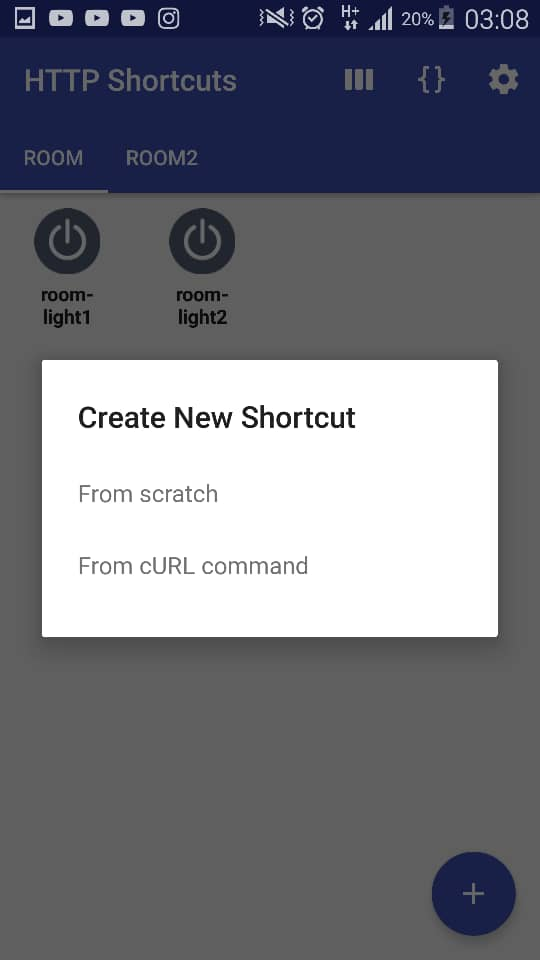 H+ 20% 03:08
HTTP Shortcuts {}
ROOM ROOM2
room- room-
light1 light2
Create New Shortcut
From scratch
From cURL command
+